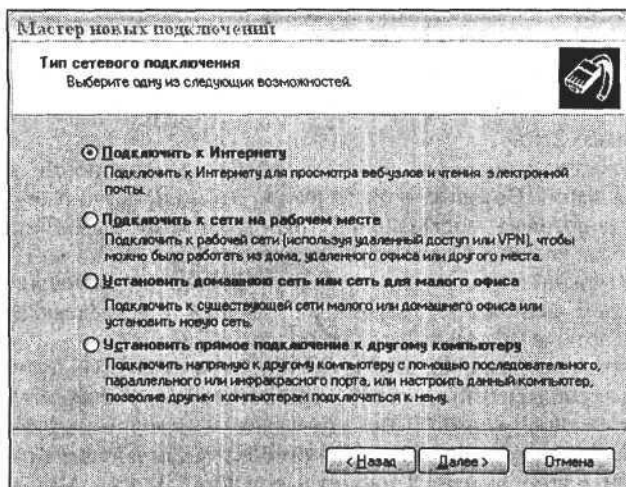 Мастер новых подключений
Тип сетевого подключения
Выберите одну из следующих возможностей.
Подключить к Интернету
Подключить к Интернету для просмотра веб-узлов и чтения электронной
почты.
Подключить к сети на рабочем месте
Подключить к рабочей сети (используя удаленный доступ или VPN), чтобы
можно было работать из дома, удаленного офиса или другого места.
Установить домашнюю сеть или сеть для малого офиса
Подключить к существующей сети малого или домашнего офиса или
установить новую сеть.
Установить прямое подключение к другому компьютеру
Подключить напрямую к другому компьютеру с помощью последовательного,
параллельного или инфракрасного порта, или настроить данный компьютер,
позволив другим компьютерам подключаться к нему.
< Назад Далее > Отмена